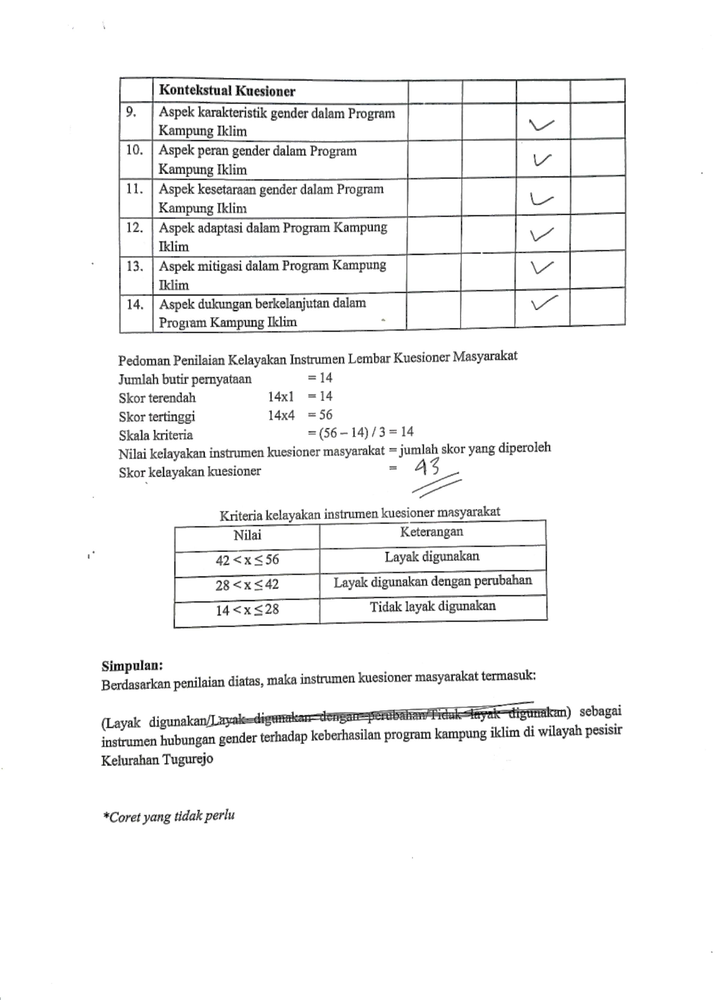 Kontekstual Kuesioner
9. Aspek karakteristik gender dalam Program
Kampung Iklim ✓
10. Aspek peran gender dalam Program
Kampung Iklim ✓
11. Aspek kesetaraan gender dalam Program
Kampung Iklim ✓
12. Aspek adaptasi dalam Program Kampung
Iklim ✓
13. Aspek mitigasi dalam Program Kampung
Iklim ✓
14. Aspek dukungan berkelanjutan dalam
Program Kampung Iklim ✓
Pedoman Penilaian Kelayakan Instrumen Lembar Kuesioner Masyarakat
Jumlah butir pernyataan = 14
Skor terendah 14x1 = 14
Skor tertinggi 14x4 = 56
Skala kriteria = (56 – 14) / 3 = 14
Nilai kelayakan instrumen kuesioner masyarakat = jumlah skor yang diperoleh
Skor kelayakan kuesioner = 43
Kriteria kelayakan instrumen kuesioner masyarakat
Nilai Keterangan
42 < x ≤ 56 Layak digunakan
28 < x ≤ 42 Layak digunakan dengan perubahan
14 < x ≤ 28 Tidak layak digunakan
Simpulan:
Berdasarkan penilaian diatas, maka instrumen kuesioner masyarakat termasuk:
(Layak digunakan/Layak digunakan dengan perubahan/Tidak layak digunakan) sebagai
instrumen hubungan gender terhadap keberhasilan program kampung iklim di wilayah pesisir
Kelurahan Tugurejo
*Coret yang tidak perlu